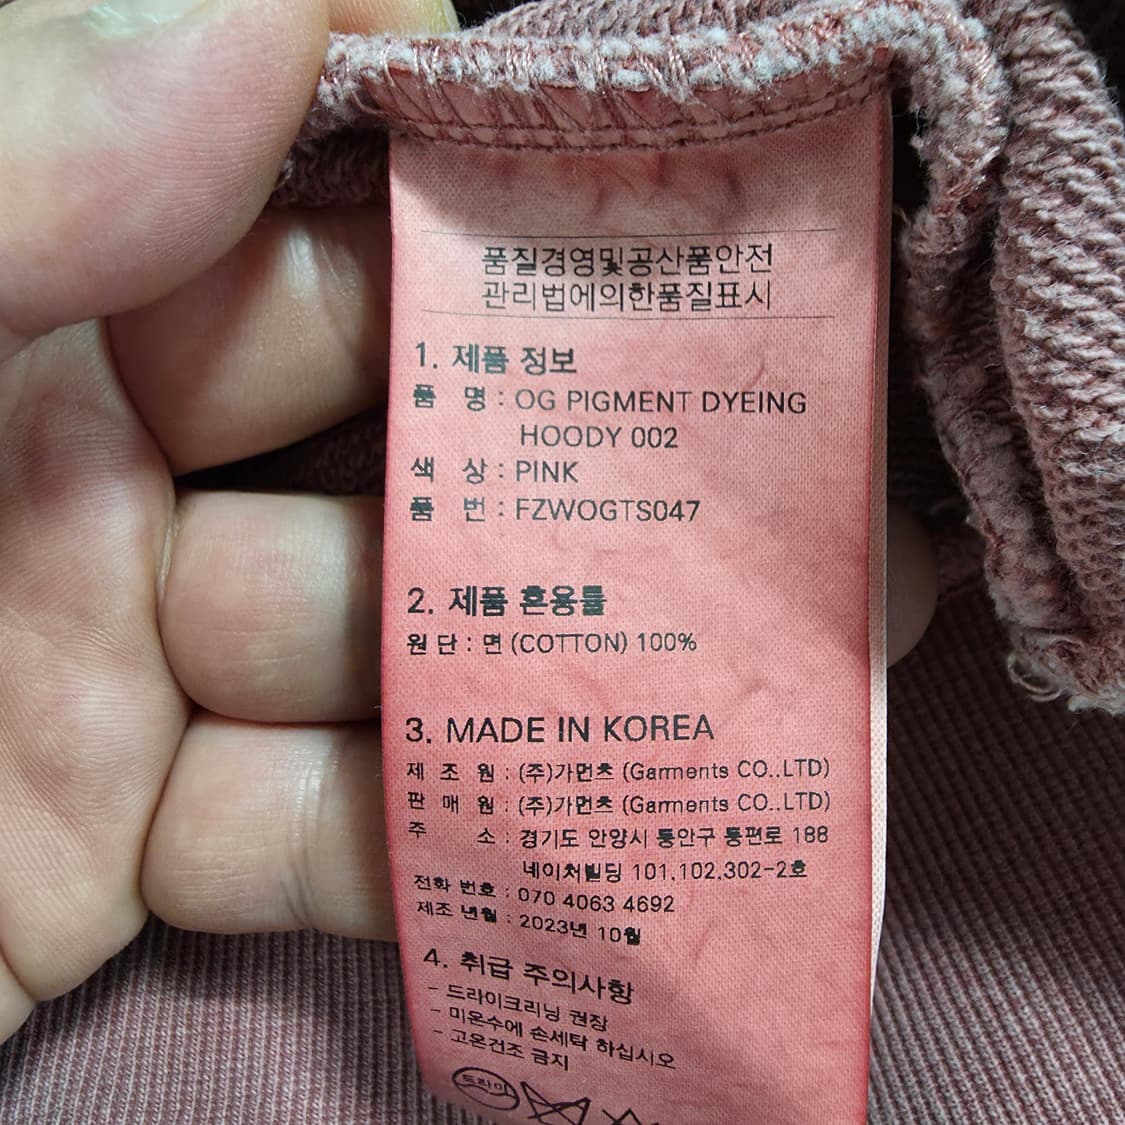 품질경영및공산품안전
관리법에의한품질표시
1. 제품 정보
품 명 : OG PIGMENT DYEING
HOODY 002
색 상 : PINK
품 번 : FZWOGTS047
2. 제품 혼용률
원 단 : 면 (COTTON) 100%
3. MADE IN KOREA
제 조 원 : (주)가먼츠 (Garments CO..LTD)
판 매 원 : (주)가먼츠 (Garments CO..LTD)
주 소 : 경기도 안양시 동안구 동편로 188
네이처빌딩 101,102,302-2호
전화 번호 : 070 4063 4692
제조 년월 : 2023년 10월
4. 취급 주의사항
- 드라이크리닝 권장
- 미온수에 손세탁 하십시오
- 고온건조 금지
드라이